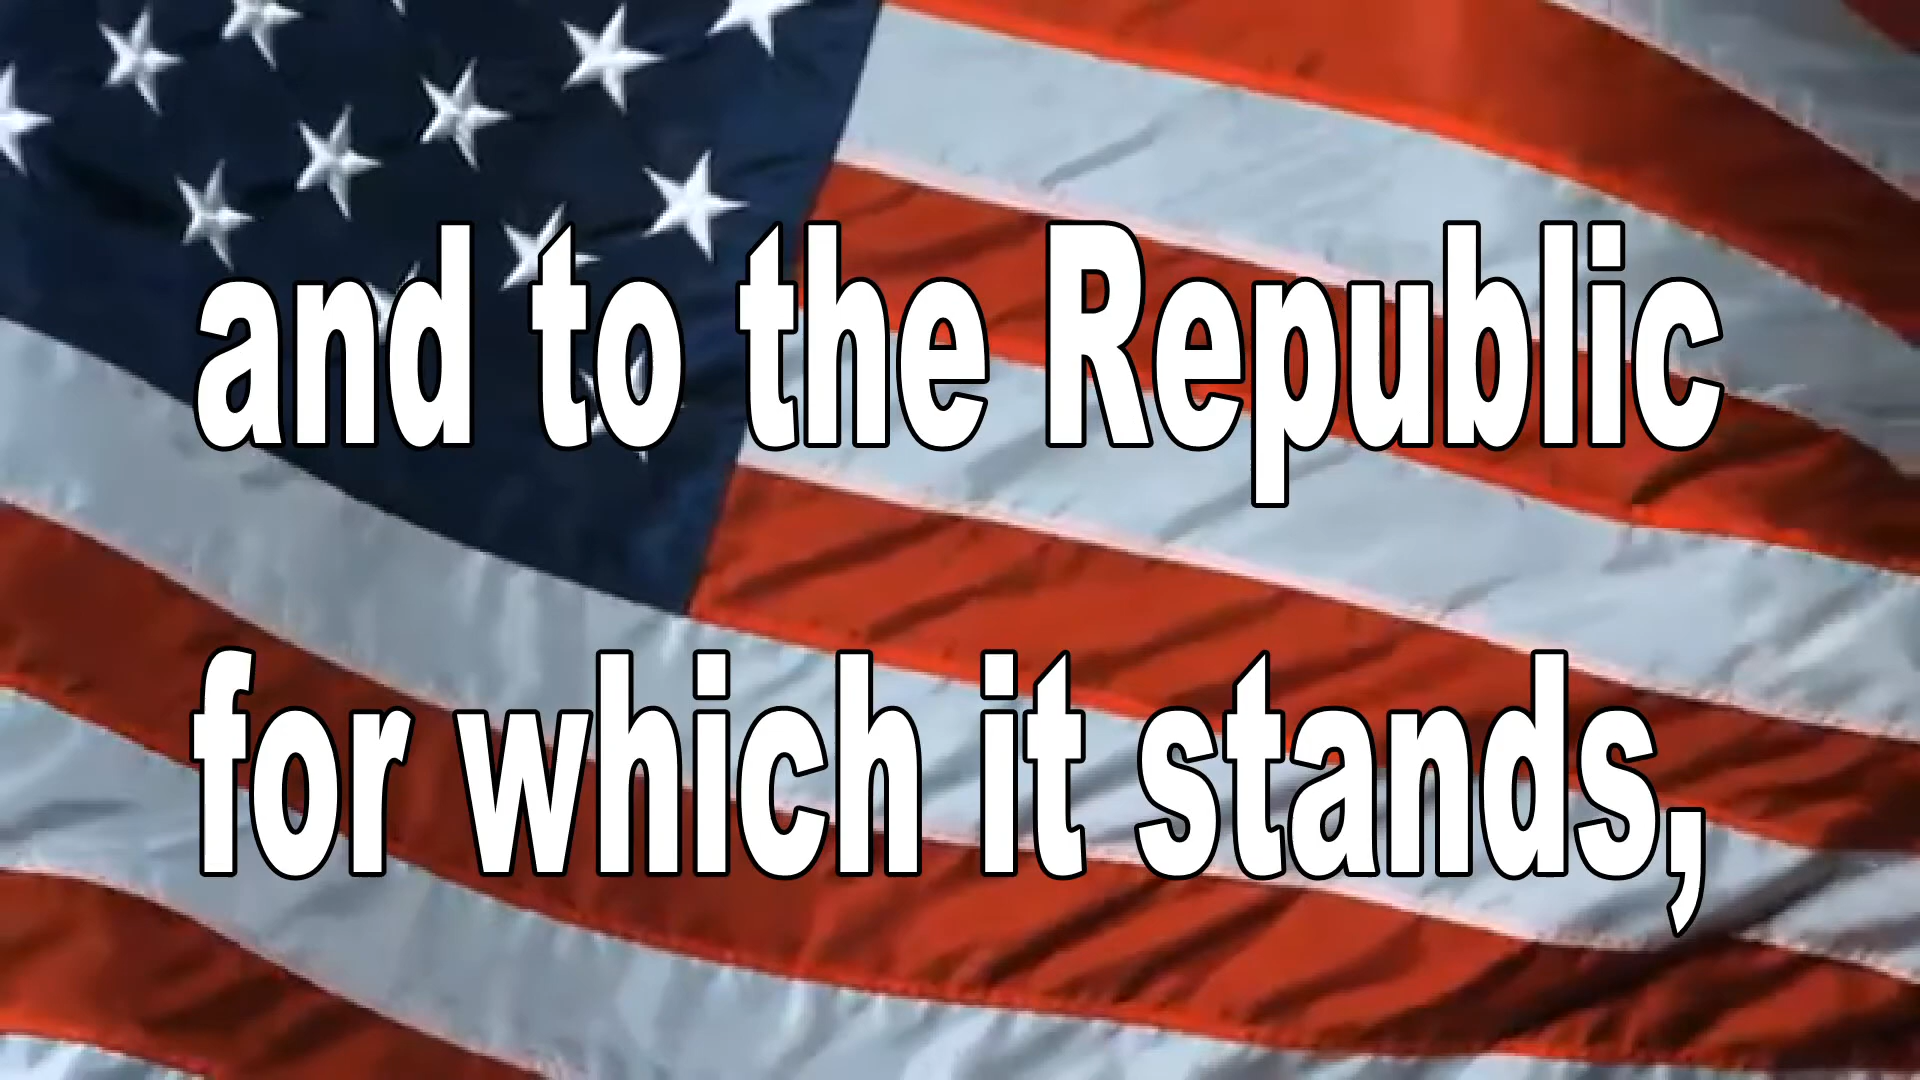 and to the Republic
for which it stands,